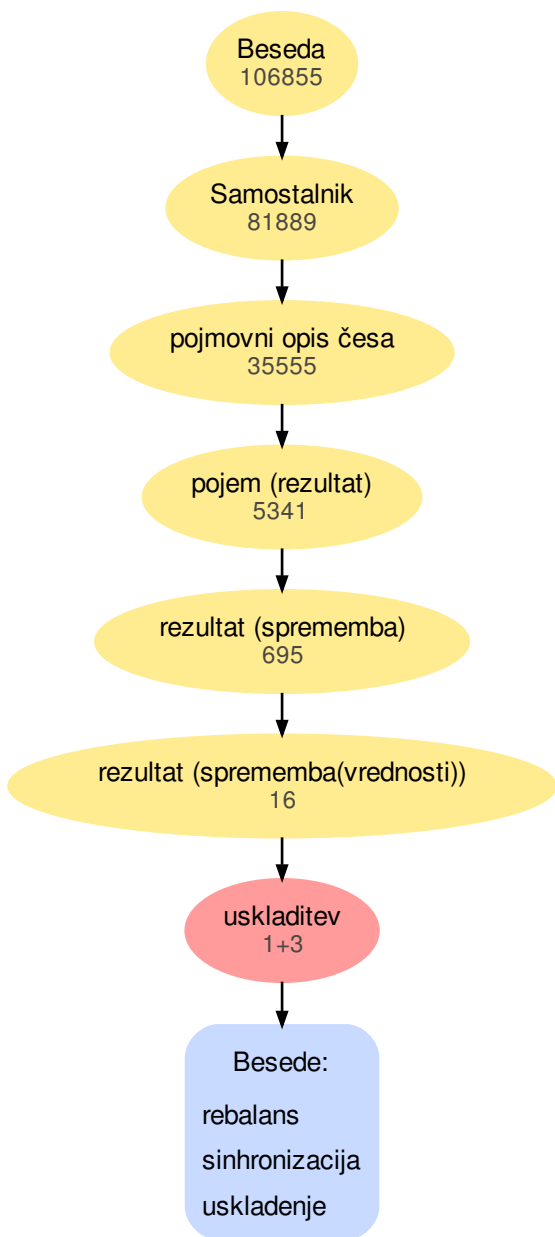 Beseda
106855
Samostalnik
81889
pojmovni opis česa
35555
pojem (rezultat)
5341
rezultat (sprememba)
695
rezultat (sprememba(vrednosti))
16
uskladitev
1+3
Besede:
rebalans
sinhronizacija
uskladenje